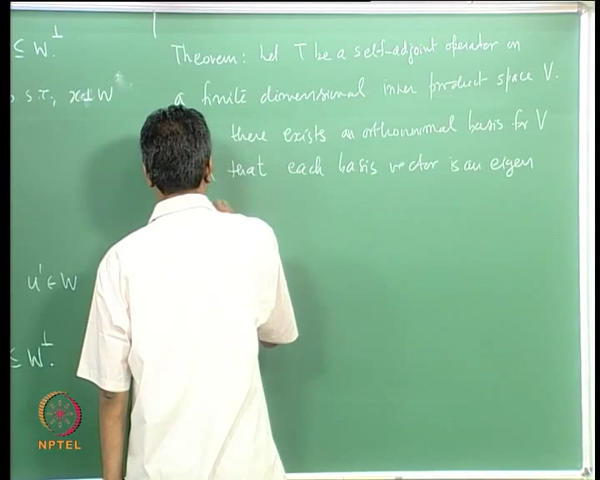 ⊆ W⊥.
s.t; x⊥W
u' ∈ W
⊆ W⊥.
Theorem: Let T be a self-adjoint operator on
a finite dimensional inner product space V.
there exists an orthonormal basis for V
that each basis vector is an eigen
NPTEL